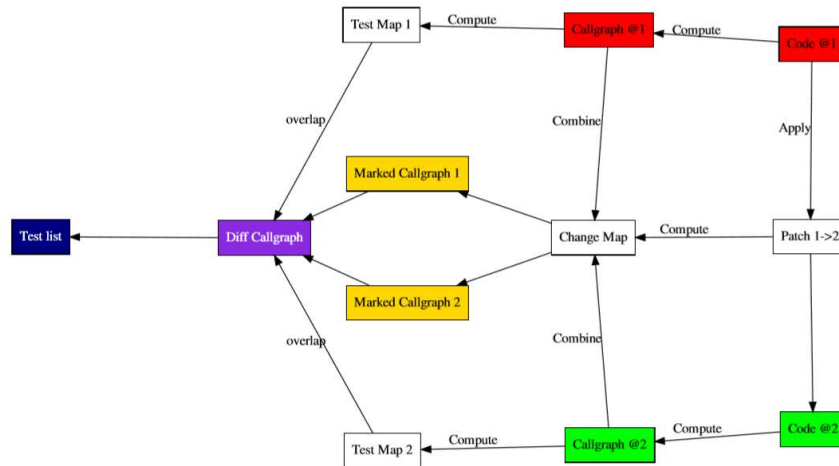 Test Map 1
Compute
Callgraph @1
Compute
Code @1
overlap
Combine
Apply
Marked Callgraph 1
Test list
Diff Callgraph
Change Map
Compute
Patch 1->2
Marked Callgraph 2
overlap
Combine
Test Map 2
Compute
Callgraph @2
Compute
Code @2